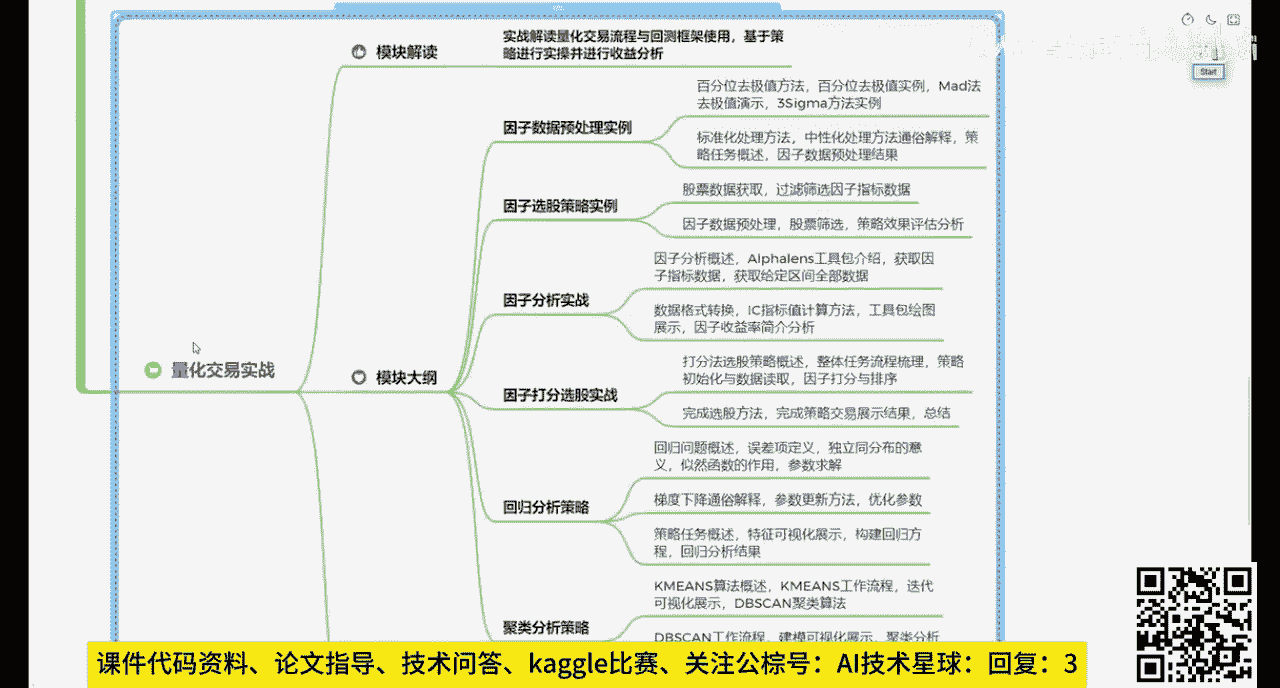 模块解读
实战解读量化交易流程与回测框架使用，基于策
略进行实操并进行收益分析
Start
因子数据预处理实例
百分位去极值方法，百分位去极值实例，Mad法
去极值演示，3Sigma方法实例
标准化处理方法，中性化处理方法通俗解释，策
略任务概述，因子数据预处理结果
因子选股策略实例
股票数据获取，过滤筛选因子指标数据
因子数据预处理，股票筛选，策略效果评估分析
因子分析实战
因子分析概述，Alphalens工具包介绍，获取因
子指标数据，获取给定区间全部数据
数据格式转换，IC指标值计算方法，工具包绘图
展示，因子收益率简介分析
量化交易实战
模块大纲
因子打分选股实战
打分法选股策略概述，整体任务流程梳理，策略
初始化与数据读取，因子打分与排序
完成选股方法，完成策略交易展示结果，总结
回归分析策略
回归问题概述，误差项定义，独立同分布的意
义，似然函数的作用，参数求解
梯度下降通俗解释，参数更新方法，优化参数
策略任务概述，特征可视化展示，构建回归方
程，回归分析结果
聚类分析策略
KMEANS算法概述，KMEANS工作流程，迭代
可视化展示，DBSCAN聚类算法
DBSCAN工作流程，建模可视化展示，聚类分析
课件代码资料、论文指导、技术问答、kaggle比赛、关注公棕号：AI技术星球：回复：3